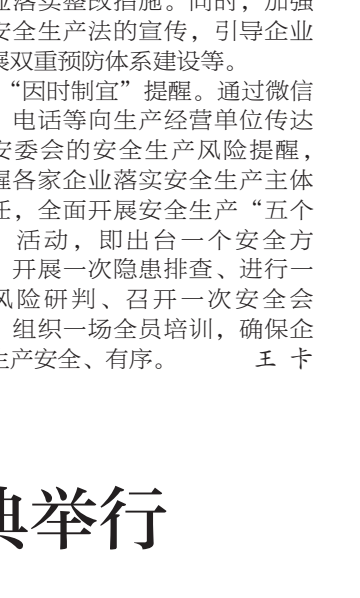 业落实整改措施。同时，加强
安全生产法的宣传，引导企业
展双重预防体系建设等。
“因时制宜”提醒。通过微信
、电话等向生产经营单位传达
安委会的安全生产风险提醒，
醒各家企业落实安全生产主体
任，全面开展安全生产“五个
活动，即出台一个安全方
、开展一次隐患排查、进行一
风险研判、召开一次安全会
、组织一场全员培训，确保企
生产安全、有序。 王 卡
典举行